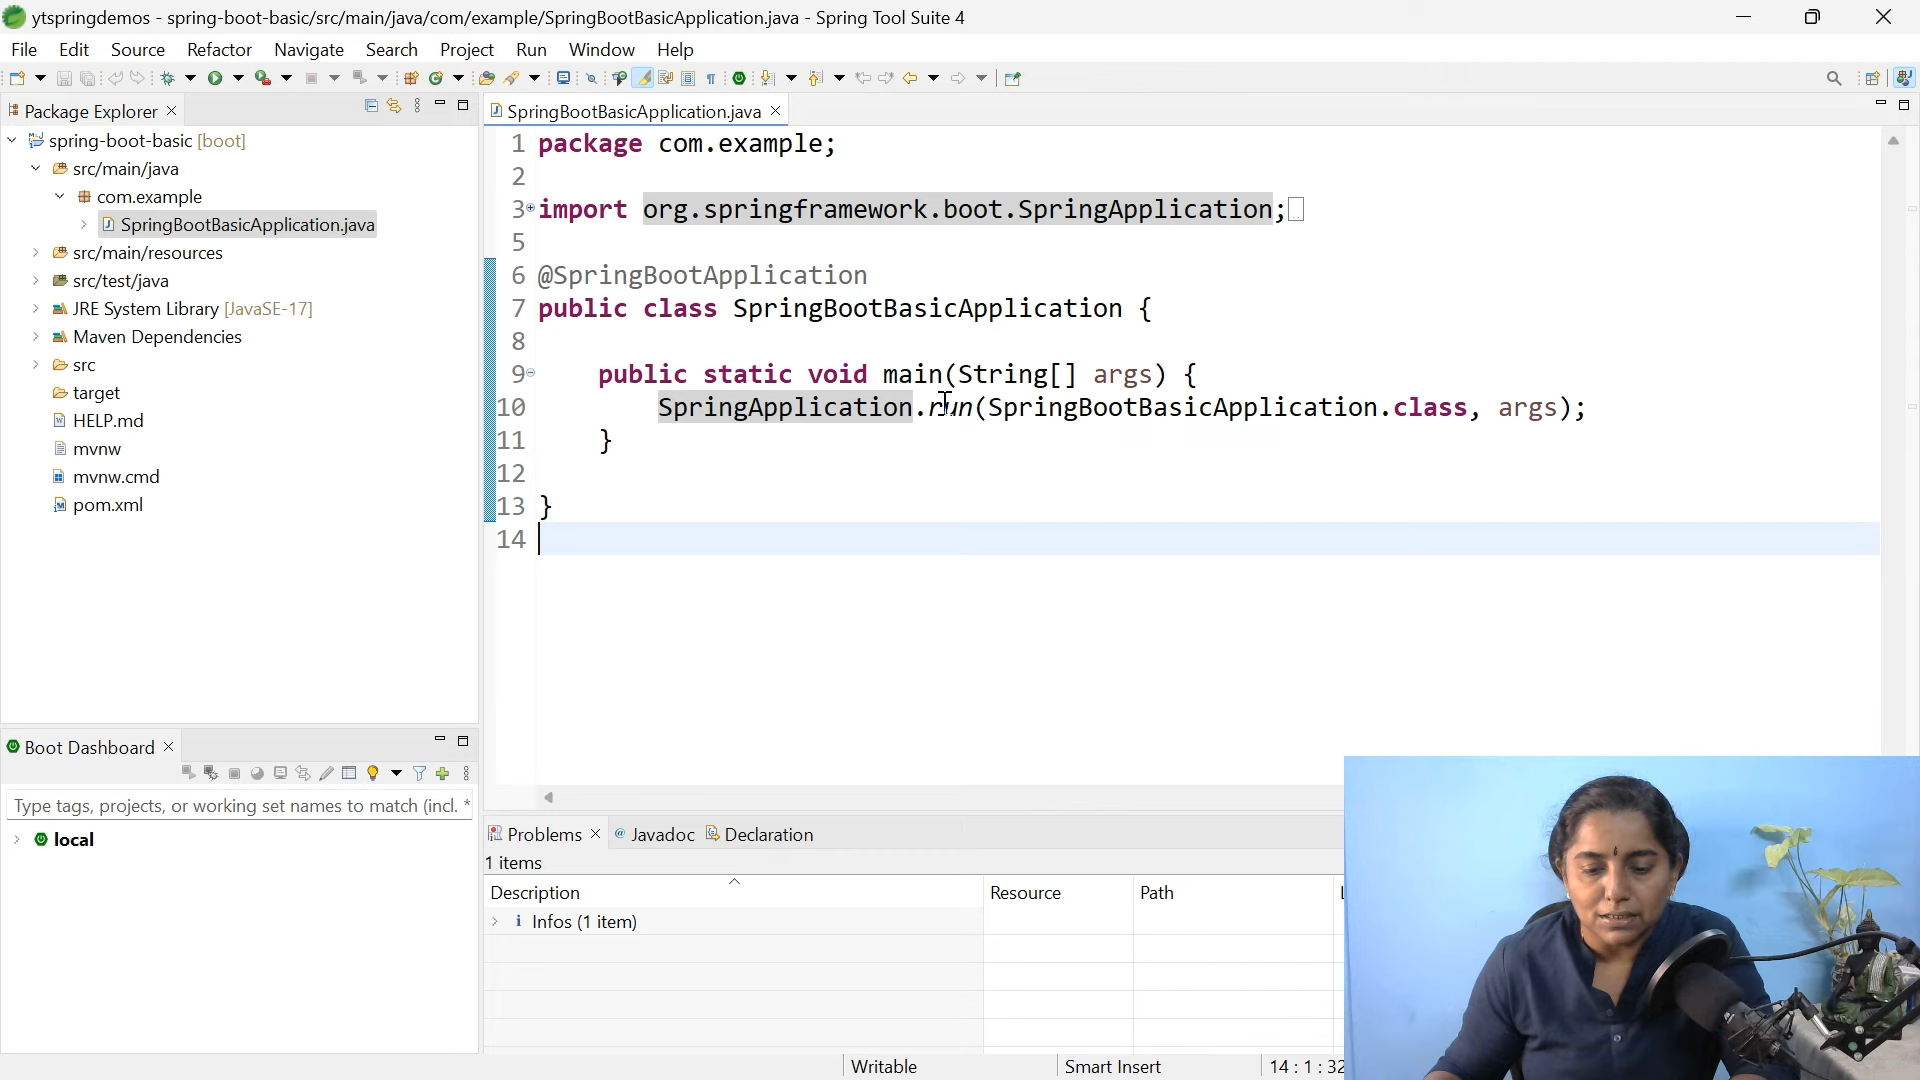 ytspringdemos - spring-boot-basic/src/main/java/com/example/SpringBootBasicApplication.java - Spring Tool Suite 4
File Edit Source Refactor Navigate Search Project Run Window Help
Package Explorer
spring-boot-basic [boot]
src/main/java
com.example
SpringBootBasicApplication.java
src/main/resources
src/test/java
JRE System Library [JavaSE-17]
Maven Dependencies
src
target
HELP.md
mvnw
mvnw.cmd
pom.xml
SpringBootBasicApplication.java
1 package com.example;
2
3 import org.springframework.boot.SpringApplication;
5
6 @SpringBootApplication
7 public class SpringBootBasicApplication {
8
9 public static void main(String[] args) {
10 SpringApplication.run(SpringBootBasicApplication.class, args);
11 }
12
13 }
14
Boot Dashboard
Type tags, projects, or working set names to match (incl. *
local
Problems Javadoc Declaration
1 items
Description Resource Path
Infos (1 item)
Writable Smart Insert 14 : 1 : 32